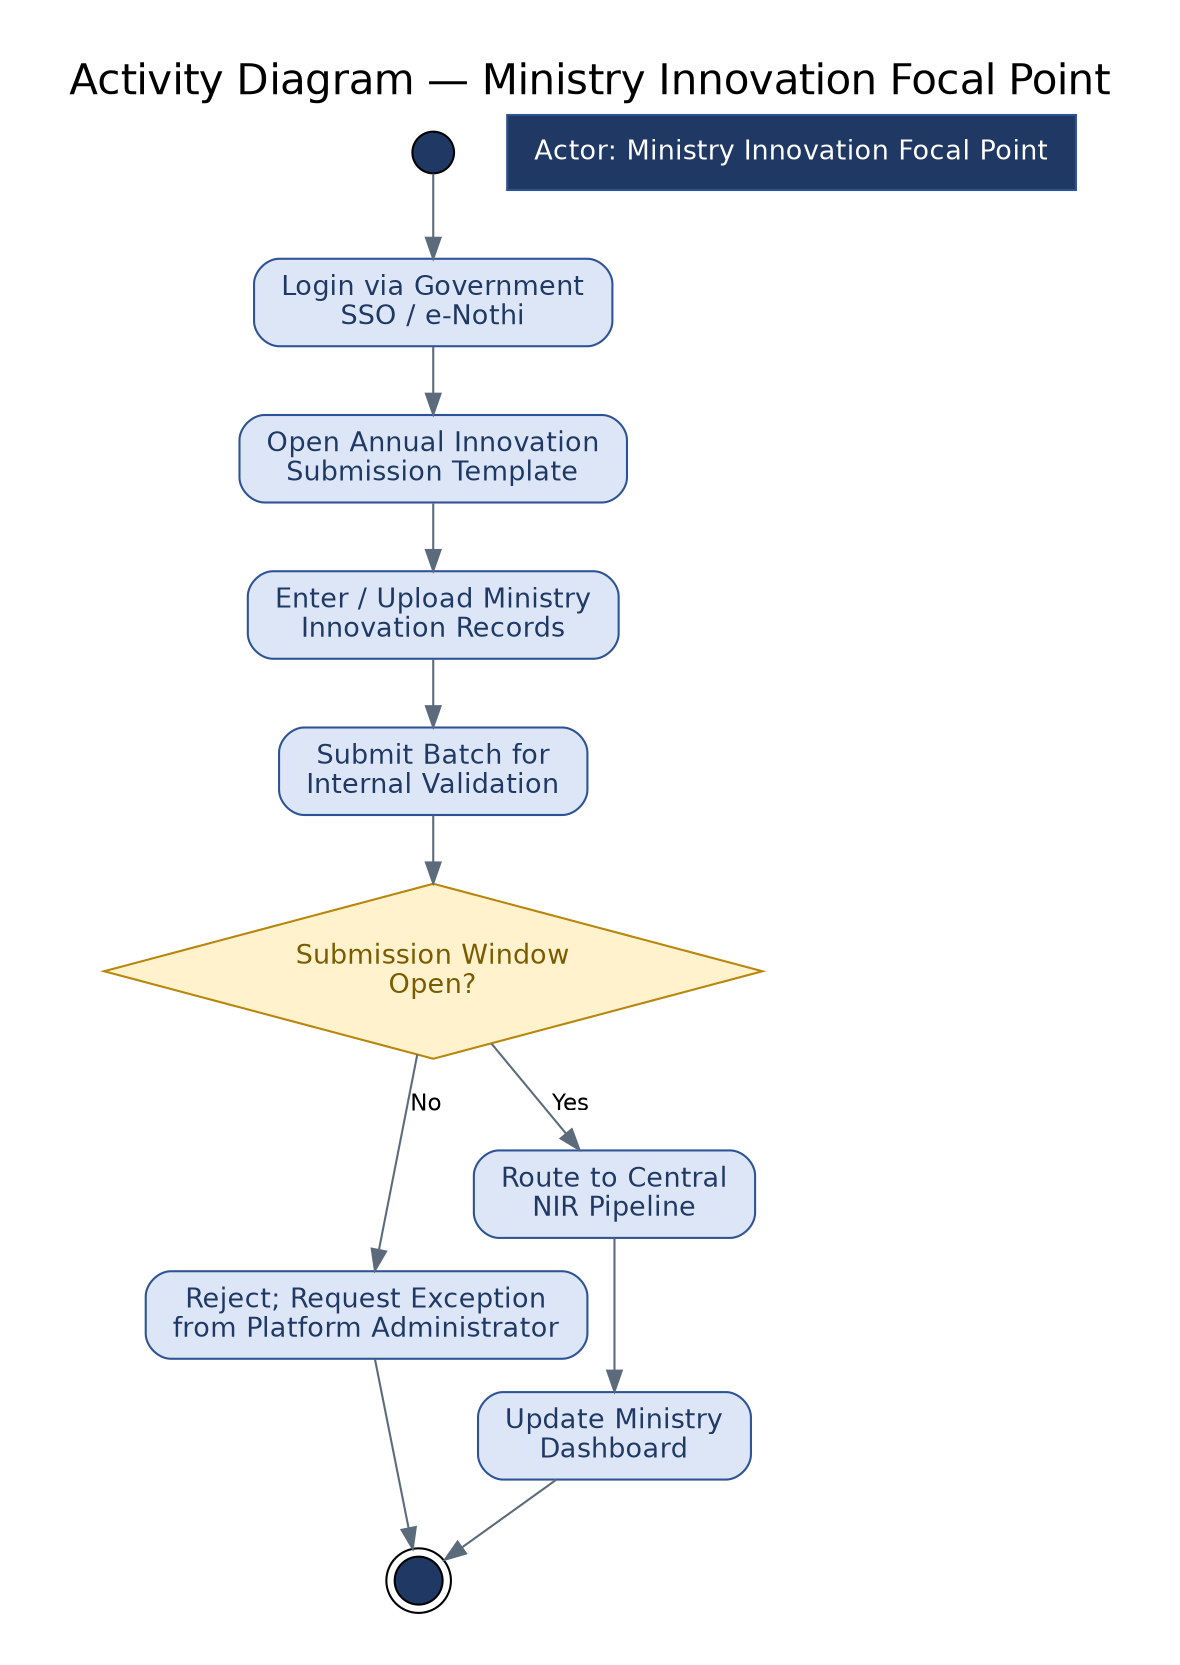 Activity Diagram — Ministry Innovation Focal Point
Actor: Ministry Innovation Focal Point
Login via Government
SSO / e-Nothi
Open Annual Innovation
Submission Template
Enter / Upload Ministry
Innovation Records
Submit Batch for
Internal Validation
Submission Window
Open?
No
Yes
Route to Central
NIR Pipeline
Reject; Request Exception
from Platform Administrator
Update Ministry
Dashboard